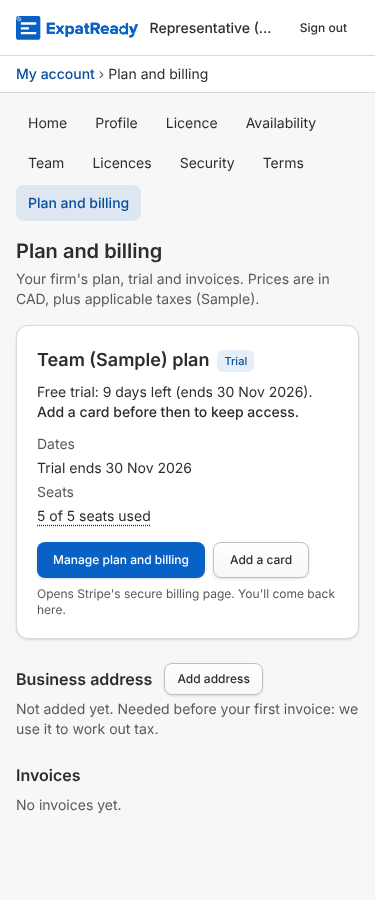 ExpatReady Representative (... Sign out
My account › Plan and billing
Home Profile Licence Availability
Team Licences Security Terms
Plan and billing
Plan and billing
Your firm's plan, trial and invoices. Prices are in
CAD, plus applicable taxes (Sample).
Team (Sample) plan Trial
Free trial: 9 days left (ends 30 Nov 2026).
Add a card before then to keep access.
Dates
Trial ends 30 Nov 2026
Seats
5 of 5 seats used
Manage plan and billing Add a card
Opens Stripe's secure billing page. You'll come back
here.
Business address Add address
Not added yet. Needed before your first invoice: we
use it to work out tax.
Invoices
No invoices yet.